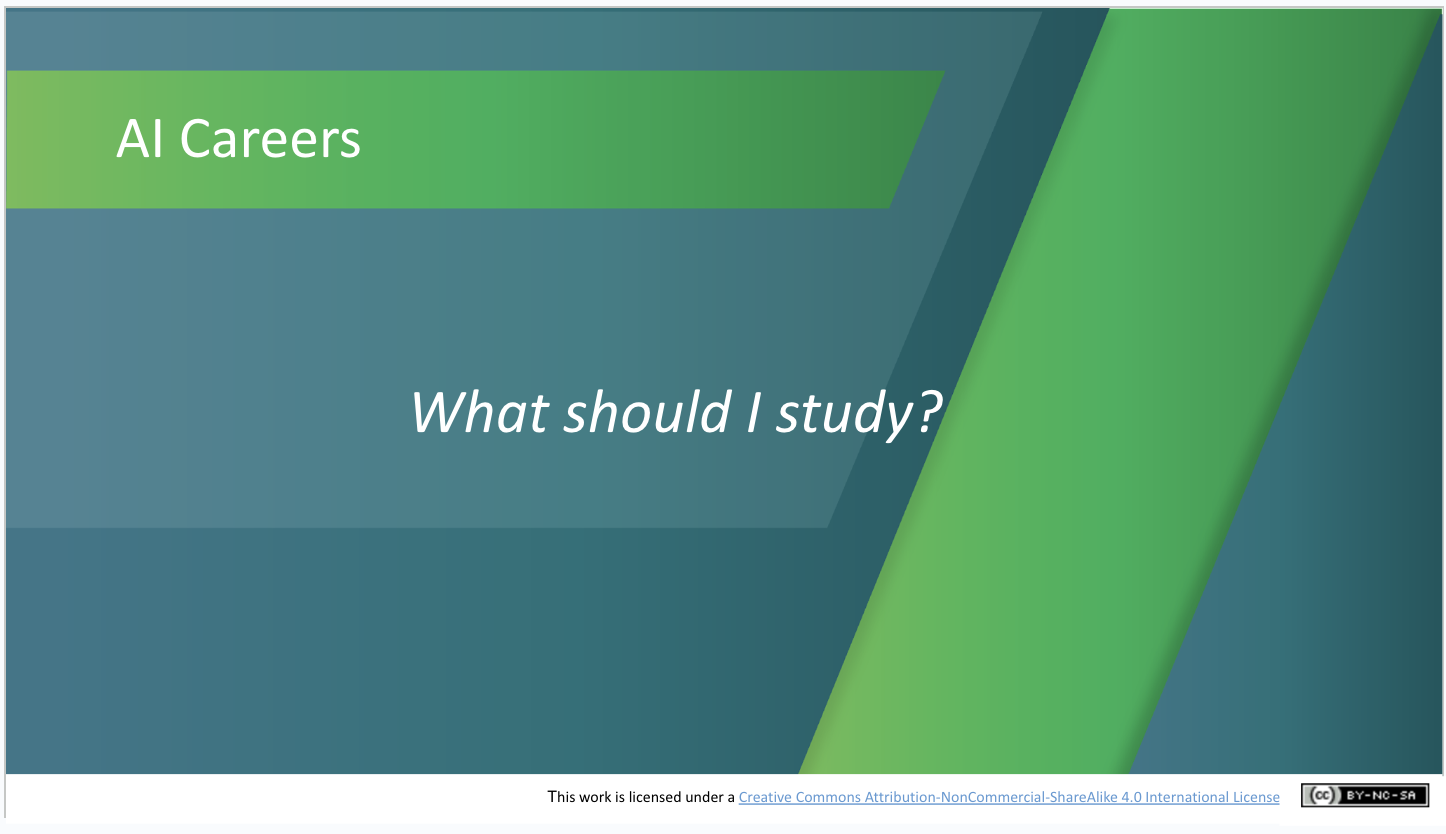 AI Careers
What should I study?
This work is licensed under a Creative Commons Attribution-NonCommercial-ShareAlike 4.0 International License
cc BY-NC-SA